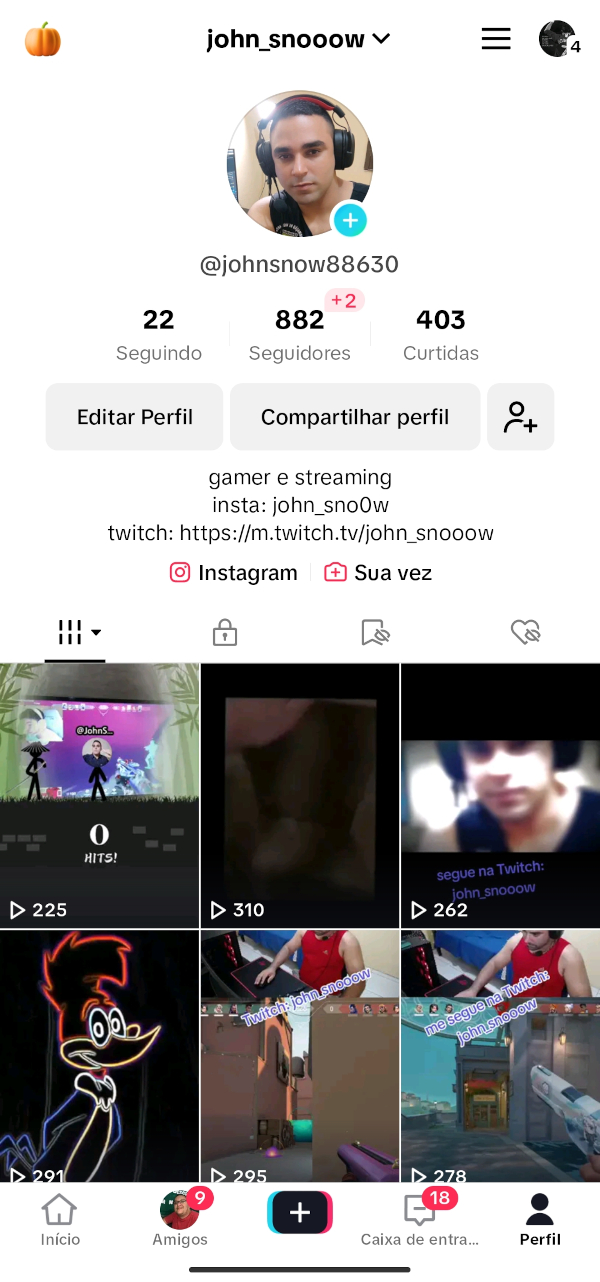 john_snooow
4
@johnsnow88630
+2
22
882
403
Seguindo
Seguidores
Curtidas
Editar Perfil
Compartilhar perfil
gamer e streaming
insta: john_sno0w
twitch: https://m.twitch.tv/john_snooow
Instagram
Sua vez
@JohnS...
0
HITS!
225
310
segue na Twitch:
john_snooow
262
291
Twitch: john_snooow
295
me segue na Twitch:
john_snooow
278
9
18
Início
Amigos
Caixa de entra...
Perfil